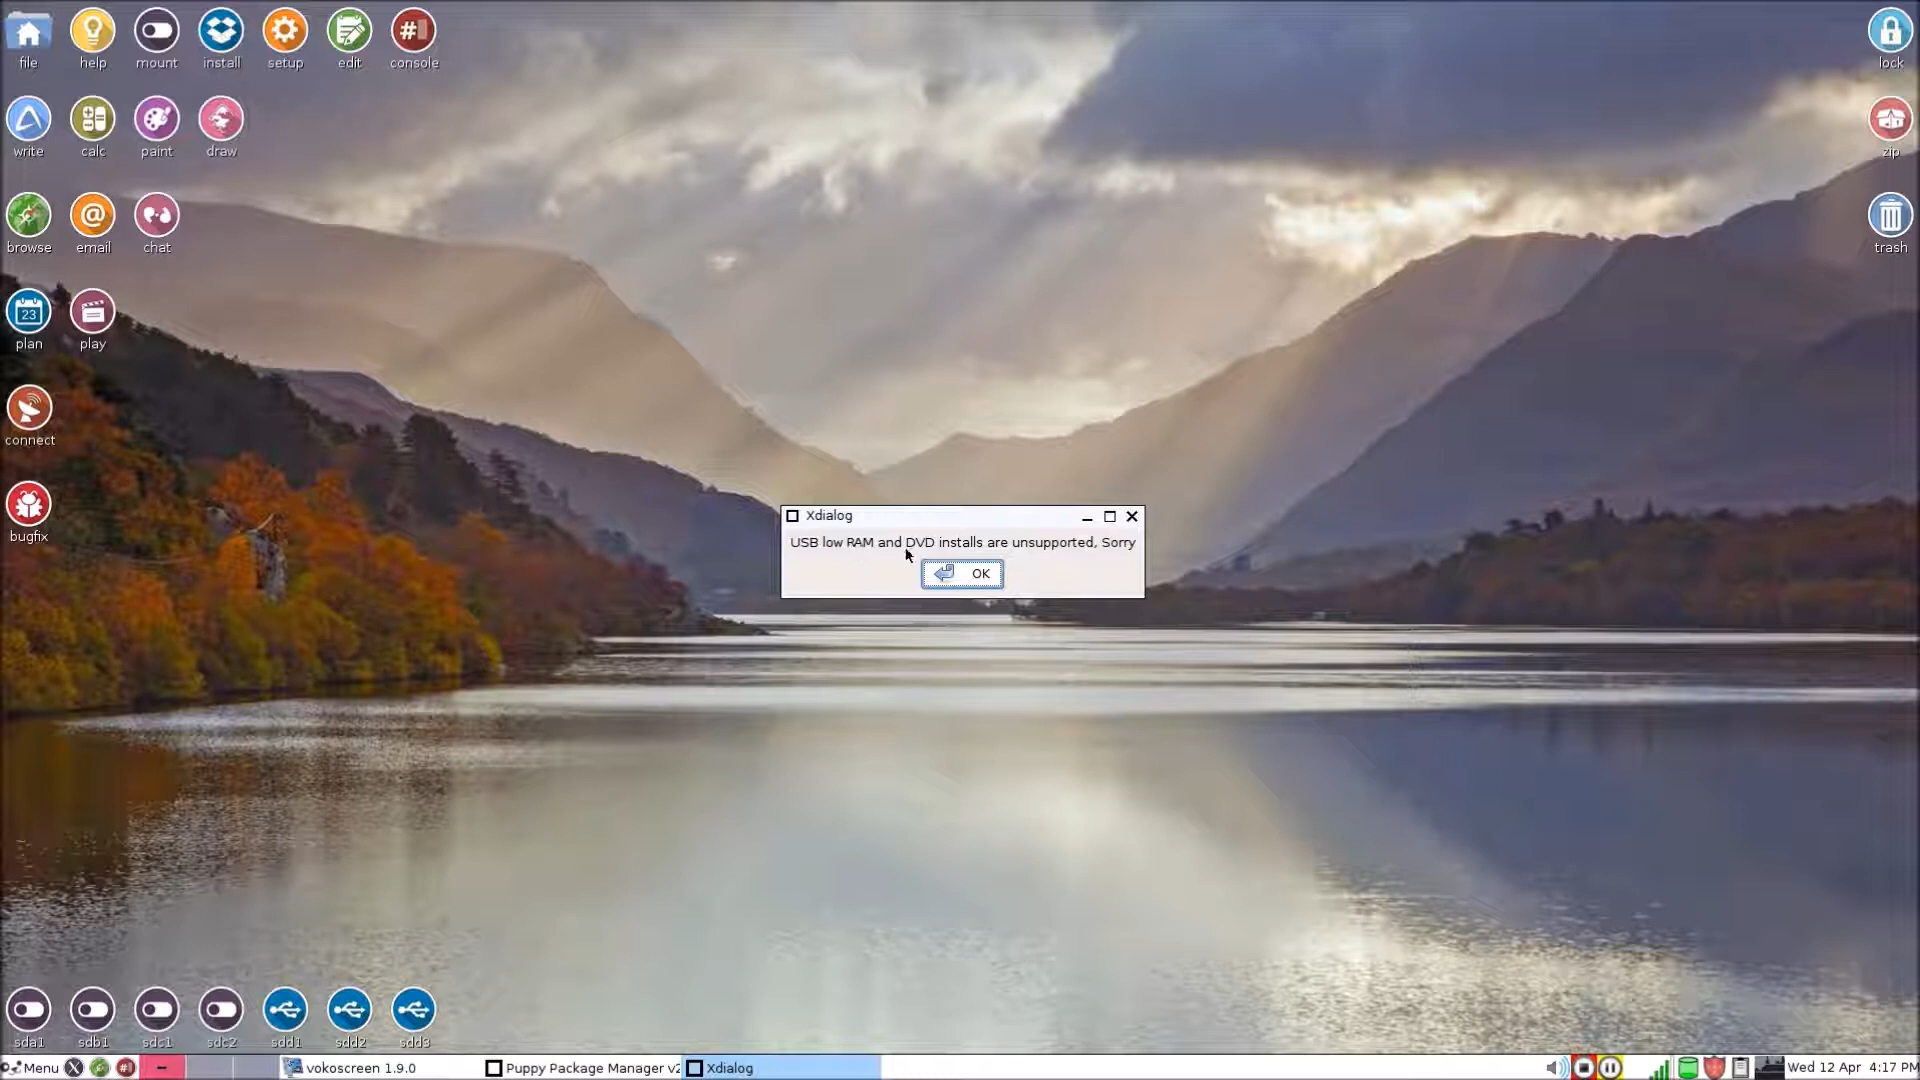 file help mount install setup edit console lock
write calc paint draw zip
browse email chat trash
23
plan play
connect
bugfix
Xdialog
USB low RAM and DVD installs are unsupported, Sorry
OK
sda1 sdb1 sdc1 sdc2 sdd1 sdd2 sdd3
Menu vokoscreen 1.9.0 Puppy Package Manager v2 Xdialog Wed 12 Apr 4:17 PM